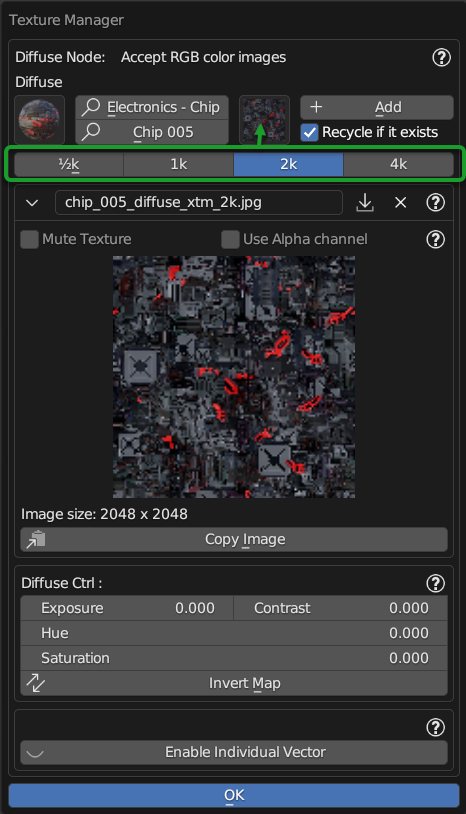 Texture Manager
Diffuse Node: Accept RGB color images
Diffuse
Electronics - Chip
Add
Chip 005
Recycle if it exists
½k 1k 2k 4k
chip_005_diffuse_xtm_2k.jpg
Mute Texture Use Alpha channel
Image size: 2048 x 2048
Copy Image
Diffuse Ctrl :
Exposure 0.000 Contrast 0.000
Hue 0.000
Saturation 0.000
Invert Map
Enable Individual Vector
OK